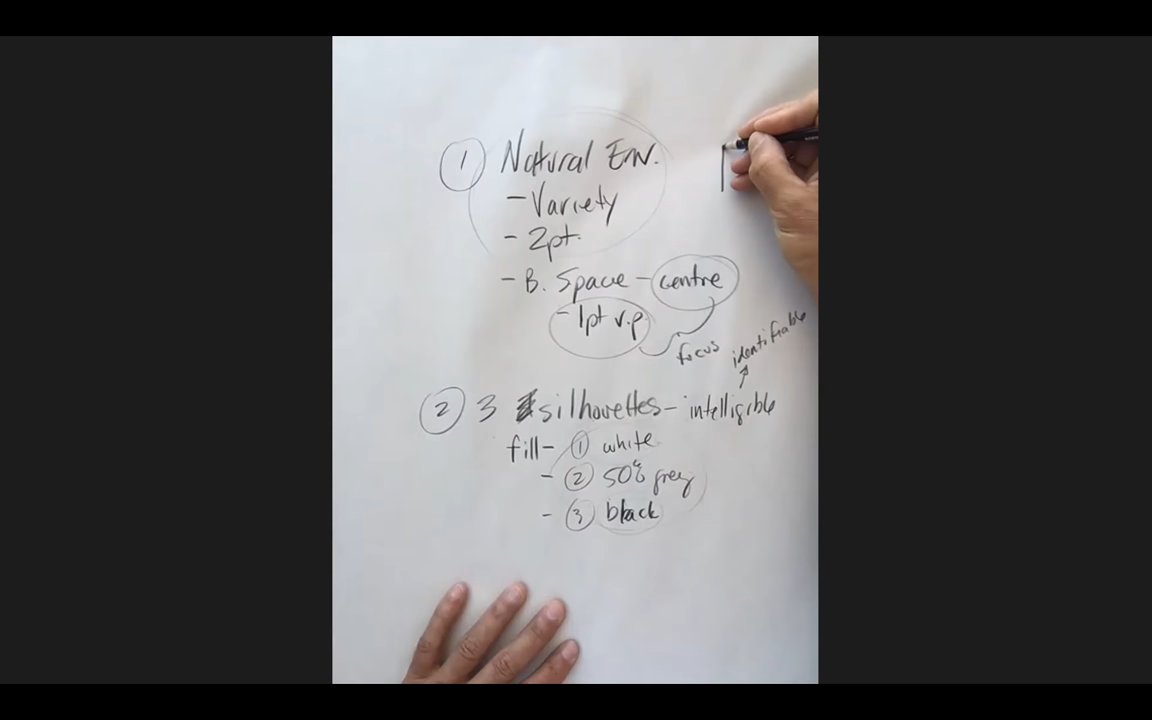 1 Natural Env.
- Variety
- 2pt.
- B. Space - centre
- 1pt v.p.
focus
identifiable
2 3 silhouettes - intelligible
fill - 1 white
- 2 50% grey
- 3 black